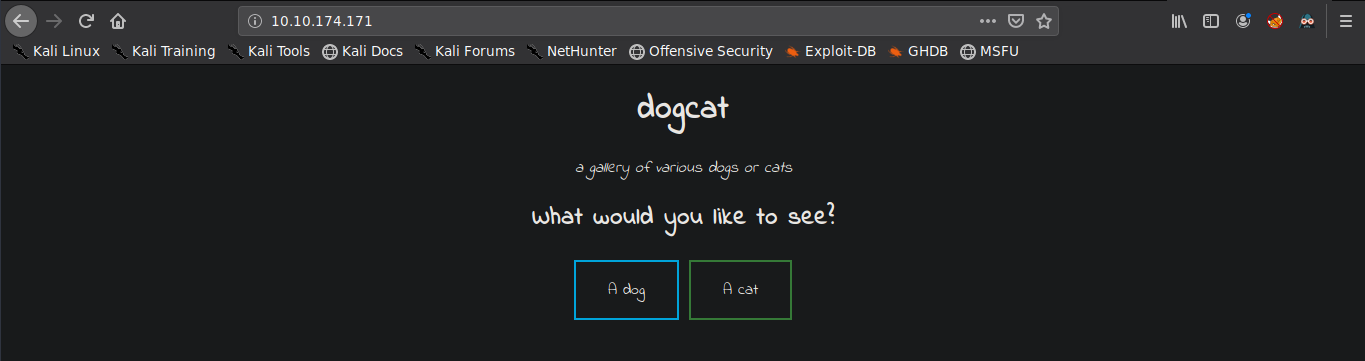 10.10.174.171
Kali Linux Kali Training Kali Tools Kali Docs Kali Forums NetHunter Offensive Security Exploit-DB GHDB MSFU
dogcat
a gallery of various dogs or cats
What would you like to see?
A dog A cat